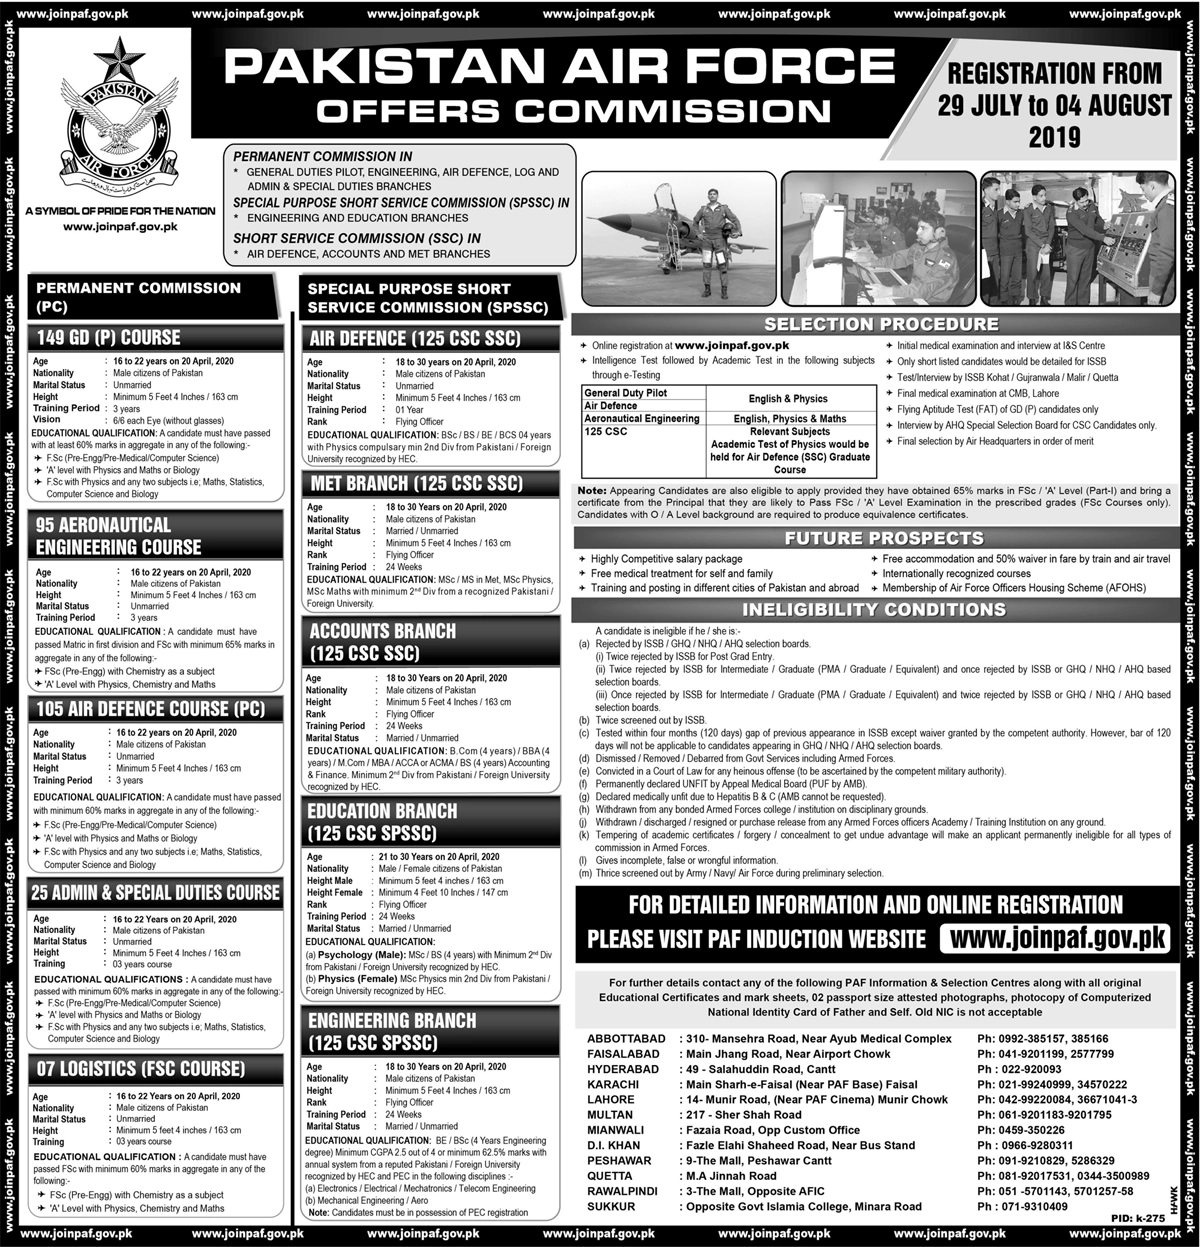 www.joinpaf.gov.pk www.joinpaf.gov.pk www.joinpaf.gov.pk www.joinpaf.gov.pk www.joinpaf.gov.pk www.joinpaf.gov.pk www.joinpaf.gov.pk
PAKISTAN
AIR FORCE
A SYMBOL OF PRIDE FOR THE NATION
www.joinpaf.gov.pk
PAKISTAN AIR FORCE
OFFERS COMMISSION
REGISTRATION FROM
29 JULY to 04 AUGUST
2019
PERMANENT COMMISSION IN
* GENERAL DUTIES PILOT, ENGINEERING, AIR DEFENCE, LOG AND
ADMIN & SPECIAL DUTIES BRANCHES
SPECIAL PURPOSE SHORT SERVICE COMMISSION (SPSSC) IN
* ENGINEERING AND EDUCATION BRANCHES
SHORT SERVICE COMMISSION (SSC) IN
* AIR DEFENCE, ACCOUNTS AND MET BRANCHES
PERMANENT COMMISSION
(PC)
149 GD (P) COURSE
Age : 16 to 22 years on 20 April, 2020
Nationality : Male citizens of Pakistan
Marital Status : Unmarried
Height : Minimum 5 Feet 4 Inches / 163 cm
Training Period : 3 years
Vision : 6/6 each Eye (without glasses)
EDUCATIONAL QUALIFICATION: A candidate must have passed
with at least 60% marks in aggregate in any of the following:-
F.Sc (Pre-Engg/Pre-Medical/Computer Science)
'A' level with Physics and Maths or Biology
F.Sc with Physics and any two subjects i.e; Maths, Statistics,
Computer Science and Biology
95 AERONAUTICAL
ENGINEERING COURSE
Age : 16 to 22 years on 20 April, 2020
Nationality : Male citizens of Pakistan
Height : Minimum 5 Feet 4 Inches / 163 cm
Marital Status : Unmarried
Training Period : 3 years
EDUCATIONAL QUALIFICATION : A candidate must have
passed Matric in first division and FSc with minimum 65% marks in
aggregate in any of the following:-
FSc (Pre-Engg) with Chemistry as a subject
'A' Level with Physics, Chemistry and Maths
105 AIR DEFENCE COURSE (PC)
Age : 16 to 22 years on 20 April, 2020
Nationality : Male citizens of Pakistan
Marital Status : Unmarried
Height : Minimum 5 Feet 4 Inches / 163 cm
Training Period : 3 years
EDUCATIONAL QUALIFICATION: A candidate must have passed
with minimum 60% marks in aggregate in any of the following:-
F.Sc (Pre-Engg/Pre-Medical/Computer Science)
'A' level with Physics and Maths or Biology
F.Sc with Physics and any two subjects i.e; Maths, Statistics,
Computer Science and Biology
25 ADMIN & SPECIAL DUTIES COURSE
Age : 16 to 22 Years on 20 April, 2020
Nationality : Male citizens of Pakistan
Marital Status : Unmarried
Height : Minimum 5 Feet 4 Inches / 163 cm
Training : 03 years course
EDUCATIONAL QUALIFICATIONS : A candidate must have
passed with minimum 60% marks in aggregate in any of the following:-
F.Sc (Pre-Engg/Pre-Medical/Computer Science)
'A' level with Physics and Maths or Biology
F.Sc with Physics and any two subjects i.e; Maths, Statistics,
Computer Science and Biology
07 LOGISTICS (FSC COURSE)
Age : 16 to 22 Years on 20 April, 2020
Nationality : Male citizens of Pakistan
Marital Status : Unmarried
Height : Minimum 5 feet 4 inches / 163 cm
Training : 03 years course
EDUCATIONAL QUALIFICATION : A candidate must have
passed FSc with minimum 60% marks in aggregate in any of the
following:
FSc (Pre-Engg) with Chemistry as a subject
'A' Level with Physics, Chemistry and Maths
SPECIAL PURPOSE SHORT
SERVICE COMMISSION (SPSSC)
AIR DEFENCE (125 CSC SSC)
Age : 18 to 30 years on 20 April, 2020
Nationality : Male citizens of Pakistan
Marital Status : Unmarried
Height : Minimum 5 Feet 4 Inches / 163 cm
Training Period : 01 Year
Rank : Flying Officer
EDUCATIONAL QUALIFICATION: BSc / BS / BE / BCS 04 years
with Physics compulsary min 2nd Div from Pakistani / Foreign
University recognized by HEC.
MET BRANCH (125 CSC SSC)
Age : 18 to 30 Years on 20 April, 2020
Nationality : Male citizens of Pakistan
Marital Status : Married / Unmarried
Height : Minimum 5 Feet 4 Inches / 163 cm
Rank : Flying Officer
Training Period : 24 Weeks
EDUCATIONAL QUALIFICATION: MSc / MS in Met, MSc Physics,
MSc Maths with minimum 2nd Div from a recognized Pakistani /
Foreign University.
ACCOUNTS BRANCH
(125 CSC SSC)
Age : 18 to 30 Years on 20 April, 2020
Nationality : Male citizens of Pakistan
Height : Minimum 5 Feet 4 Inches / 163 cm
Rank : Flying Officer
Training Period : 24 Weeks
Marital Status : Married / Unmarried
EDUCATIONAL QUALIFICATION: B.Com (4 years) / BBA (4
years) / M.Com / MBA / ACCA or ACMA / BS (4 years) Accounting
& Finance. Minimum 2nd Div from Pakistani / Foreign University
recognized by HEC.
EDUCATION BRANCH
(125 CSC SPSSC)
Age : 21 to 30 Years on 20 April, 2020
Nationality : Male / Female citizens of Pakistan
Height Male : Minimum 5 feet 4 inches / 163 cm
Height Female : Minimum 4 Feet 10 Inches / 147 cm
Rank : Flying Officer
Training Period : 24 Weeks
Marital Status : Married / Unmarried
EDUCATIONAL QUALIFICATION:
(a) Psychology (Male): MSc / BS (4 years) with Minimum 2nd Div
from Pakistani / Foreign University recognized by HEC.
(b) Physics (Female) MSc Physics min 2nd Div from Pakistani /
Foreign University recognized by HEC.
ENGINEERING BRANCH
(125 CSC SPSSC)
Age : 18 to 30 Years on 20 April, 2020
Nationality : Male citizens of Pakistan
Height : Minimum 5 Feet 4 Inches / 163 cm
Rank : Flying Officer
Training Period : 24 Weeks
Marital Status : Married / Unmarried
EDUCATIONAL QUALIFICATION: BE / BSc (4 Years Engineering
degree) Minimum CGPA 2.5 out of 4 or minimum 62.5% marks with
annual system from a reputed Pakistani / Foreign University
recognized by HEC and PEC in the following disciplines :-
(a) Electronics / Electrical / Mechatronics / Telecom Engineering
(b) Mechanical Engineering / Aero
Note: Candidates must be in possession of PEC registration
SELECTION PROCEDURE
Online registration at www.joinpaf.gov.pk
Intelligence Test followed by Academic Test in the following subjects
through e-Testing
General Duty Pilot
Air Defence
English & Physics
Aeronautical Engineering English, Physics & Maths
125 CSC Relevant Subjects
Academic Test of Physics would be
held for Air Defence (SSC) Graduate
Course
Initial medical examination and interview at I&S Centre
Only short listed candidates would be detailed for ISSB
Test/Interview by ISSB Kohat / Gujranwala / Malir / Quetta
Final medical examination at CMB, Lahore
Flying Aptitude Test (FAT) of GD (P) candidates only
Interview by AHQ Special Selection Board for CSC Candidates only.
Final selection by Air Headquarters in order of merit
Note: Appearing Candidates are also eligible to apply provided they have obtained 65% marks in FSc / 'A' Level (Part-I) and bring a
certificate from the Principal that they are likely to Pass FSc / 'A' Level Examination in the prescribed grades (FSc Courses only).
Candidates with O / A Level background are required to produce equivalence certificates.
FUTURE PROSPECTS
Highly Competitive salary package
Free medical treatment for self and family
Training and posting in different cities of Pakistan and abroad
Free accommodation and 50% waiver in fare by train and air travel
Internationally recognized courses
Membership of Air Force Officers Housing Scheme (AFOHS)
INELIGIBILITY CONDITIONS
A candidate is ineligible if he / she is:-
(a) Rejected by ISSB / GHQ / NHQ / AHQ selection boards.
(i) Twice rejected by ISSB for Post Grad Entry.
(ii) Twice rejected by ISSB for Intermediate / Graduate (PMA / Graduate / Equivalent) and once rejected by ISSB or GHQ / NHQ / AHQ based
selection boards.
(iii) Once rejected by ISSB for Intermediate / Graduate (PMA / Graduate / Equivalent) and twice rejected by ISSB or GHQ / NHQ / AHQ based
selection boards.
(b) Twice screened out by ISSB.
(c) Tested within four months (120 days) gap of previous appearance in ISSB except waiver granted by the competent authority. However, bar of 120
days will not be applicable to candidates appearing in GHQ / NHQ / AHQ selection boards.
(d) Dismissed / Removed / Debarred from Govt Services including Armed Forces.
(e) Convicted in a Court of Law for any heinous offense (to be ascertained by the competent military authority).
(f) Permanently declared UNFIT by Appeal Medical Board (PUF by AMB).
(g) Declared medically unfit due to Hepatitis B & C (AMB cannot be requested).
(h) Withdrawn from any bonded Armed Forces college / institution on disciplinary grounds.
(j) Withdrawn / discharged / resigned or purchase release from any Armed Forces officers Academy / Training Institution on any ground.
(k) Tempering of academic certificates / forgery / concealment to get undue advantage will make an applicant permanently ineligible for all types of
commission in Armed Forces.
(l) Gives incomplete, false or wrongful information.
(m) Thrice screened out by Army / Navy/ Air Force during preliminary selection.
FOR DETAILED INFORMATION AND ONLINE REGISTRATION
PLEASE VISIT PAF INDUCTION WEBSITE www.joinpaf.gov.pk
For further details contact any of the following PAF Information & Selection Centres along with all original
Educational Certificates and mark sheets, 02 passport size attested photographs, photocopy of Computerized
National Identity Card of Father and Self. Old NIC is not acceptable
ABBOTTABAD : 310- Mansehra Road, Near Ayub Medical Complex Ph: 0992-385157, 385166
FAISALABAD : Main Jhang Road, Near Airport Chowk Ph: 041-9201199, 2577799
HYDERABAD : 49 - Salahuddin Road, Cantt Ph : 022-920093
KARACHI : Main Sharh-e-Faisal (Near PAF Base) Faisal Ph: 021-99240999, 34570222
LAHORE : 14- Munir Road, (Near PAF Cinema) Munir Chowk Ph: 042-99220084, 36671041-3
MULTAN : 217 - Sher Shah Road Ph: 061-9201183-9201795
MIANWALI : Fazaia Road, Opp Custom Office Ph: 0459-350226
D.I. KHAN : Fazle Elahi Shaheed Road, Near Bus Stand Ph : 0966-9280311
PESHAWAR : 9-The Mall, Peshawar Cantt Ph: 091-9210829, 5286329
QUETTA : M.A Jinnah Road Ph: 081-92017531, 0344-3500989
RAWALPINDI : 3-The Mall, Opposite AFIC Ph: 051 -5701143, 5701257-58
SUKKUR : Opposite Govt Islamia College, Minara Road Ph : 071-9310409
HAWK
PID: k-275
www.joinpaf.gov.pk www.joinpaf.gov.pk www.joinpaf.gov.pk www.joinpaf.gov.pk www.joinpaf.gov.pk www.joinpaf.gov.pk www.joinpaf.gov.pk